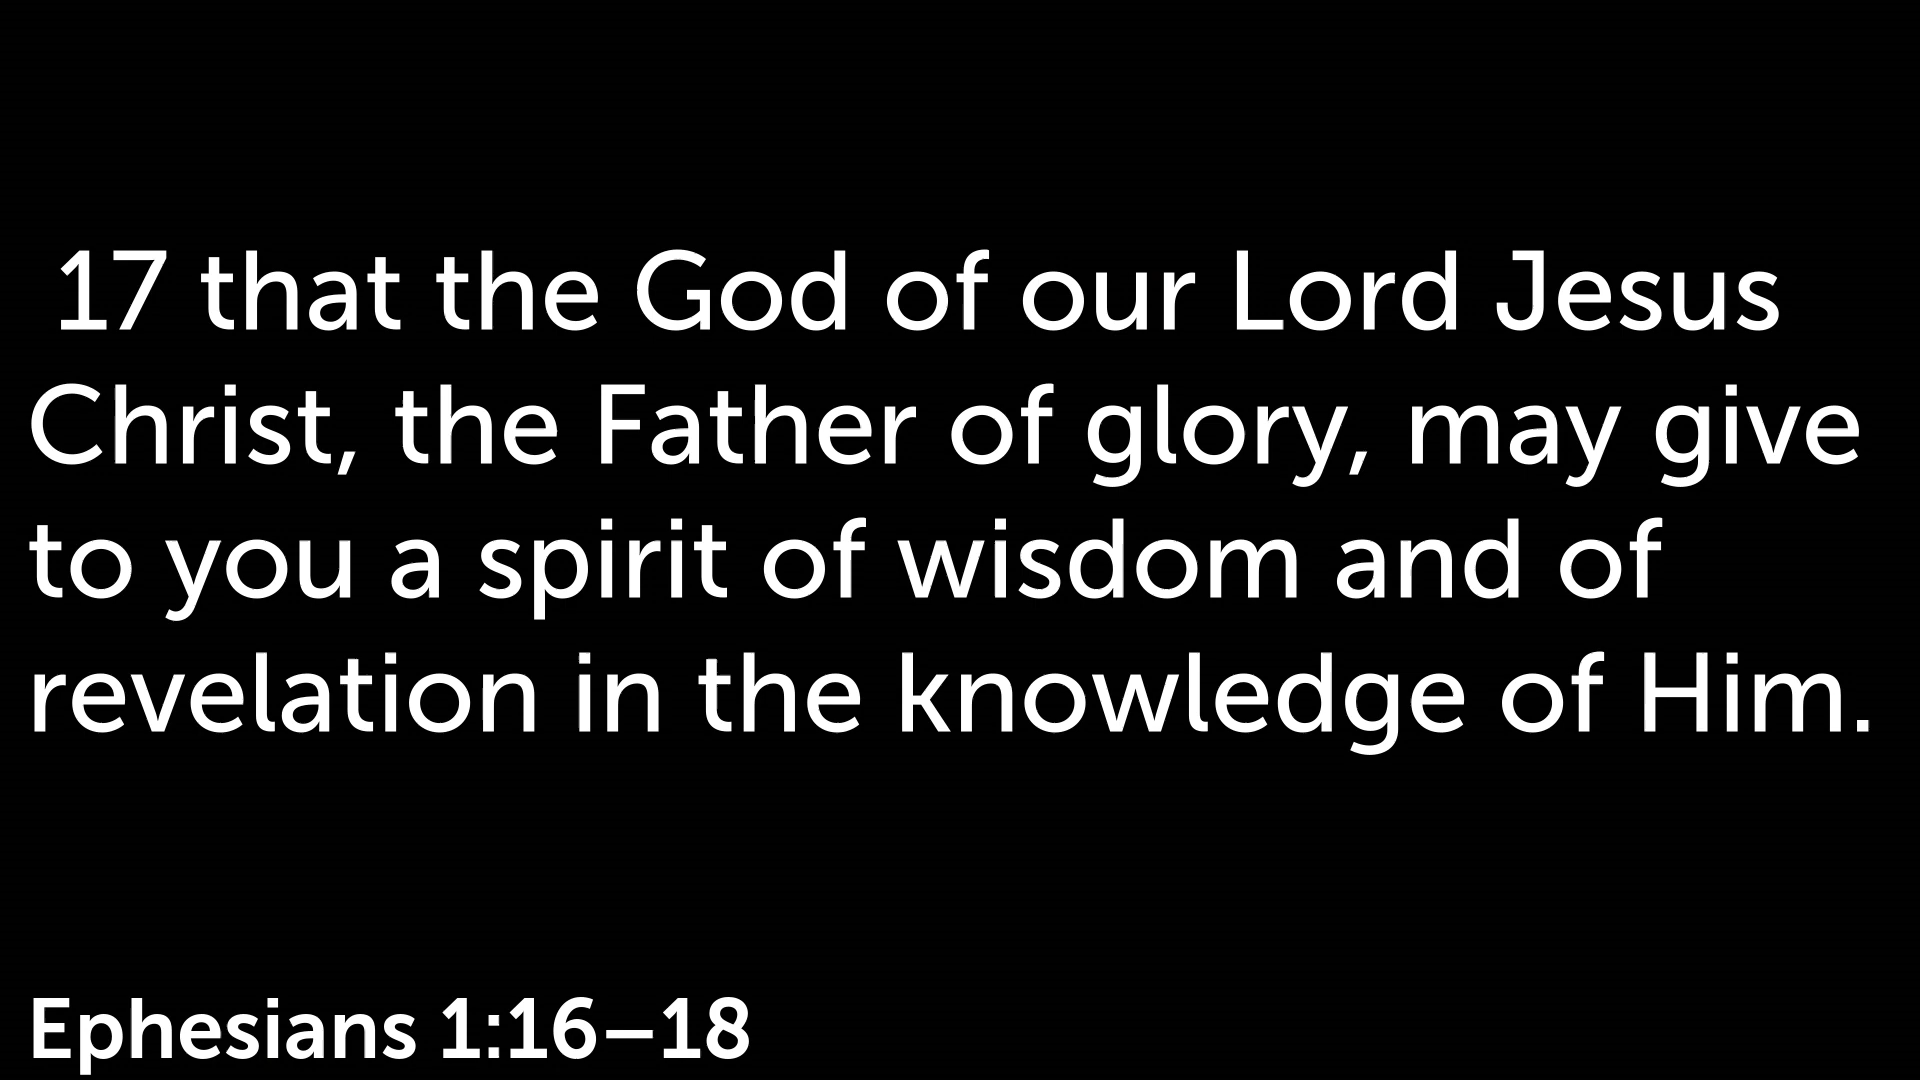 17 that the God of our Lord Jesus
Christ, the Father of glory, may give
to you a spirit of wisdom and of
revelation in the knowledge of Him.
Ephesians 1:16–18